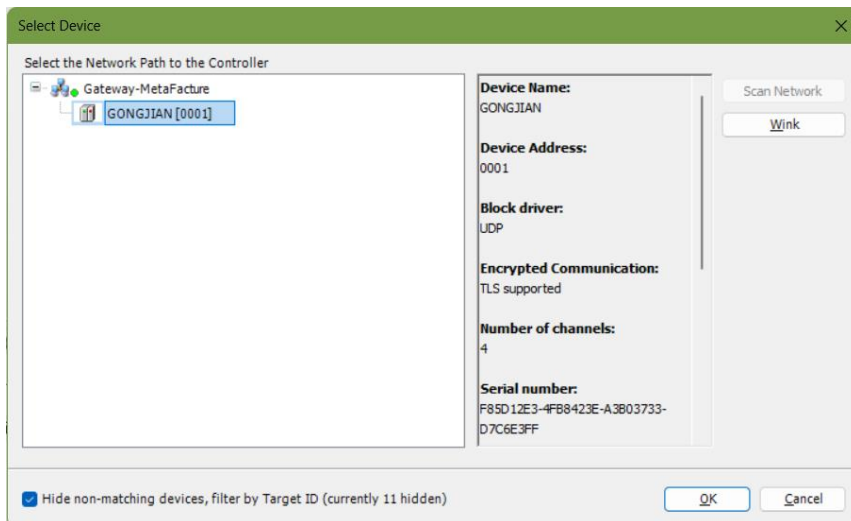 Select Device
Select the Network Path to the Controller
Gateway-MetaFacture
GONGJIAN [0001]
Device Name:
GONGJIAN
Device Address:
0001
Block driver:
UDP
Encrypted Communication:
TLS supported
Number of channels:
4
Serial number:
F85D12E3-4FB8423E-A3B03733-
D7C6E3FF
Scan Network
Wink
Hide non-matching devices, filter by Target ID (currently 11 hidden)
OK
Cancel